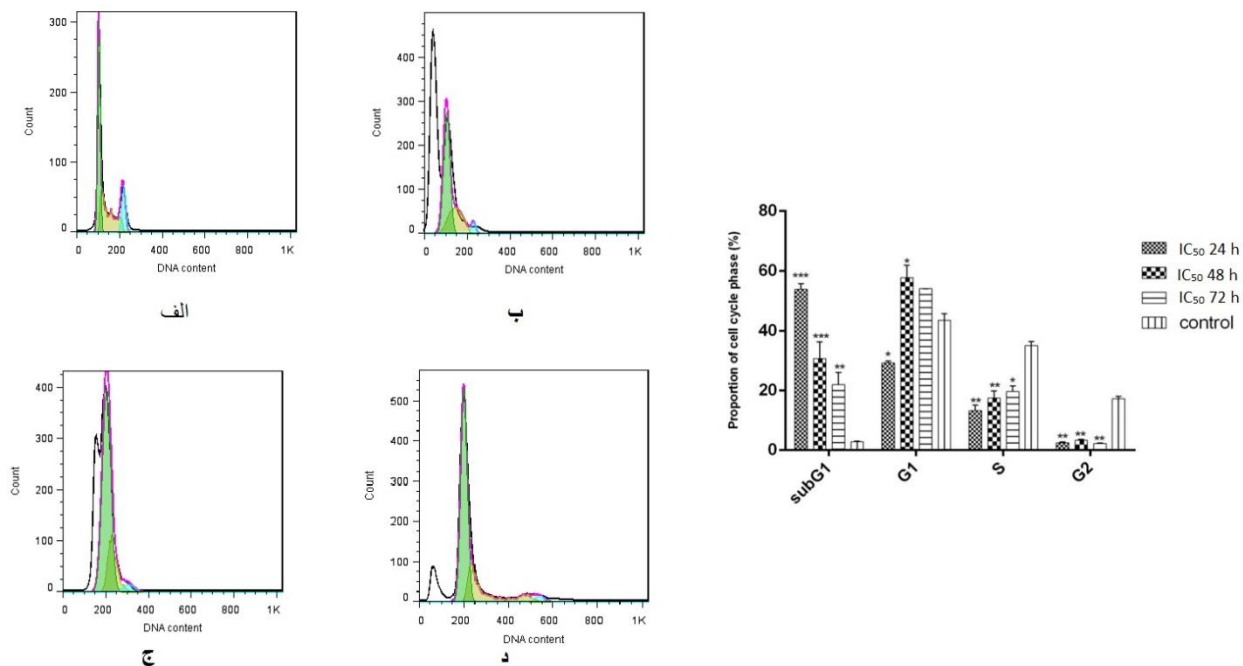 300
200
100
0
Count
0 200 400 600 800 1K
DNA content
الف
400
300
200
100
0
Count
0 200 400 600 800 1K
DNA content
ب
400
300
200
100
0
Count
0 200 400 600 800 1K
DNA content
ج
500
400
300
200
100
0
Count
0 200 400 600 800 1K
DNA content
د
Proportion of cell cycle phase (%)
80
60
40
20
0
***
***
**
*
*
**
**
*
**
**
**
subG1
G1
S
G2
IC₅₀ 24 h
IC₅₀ 48 h
IC₅₀ 72 h
control